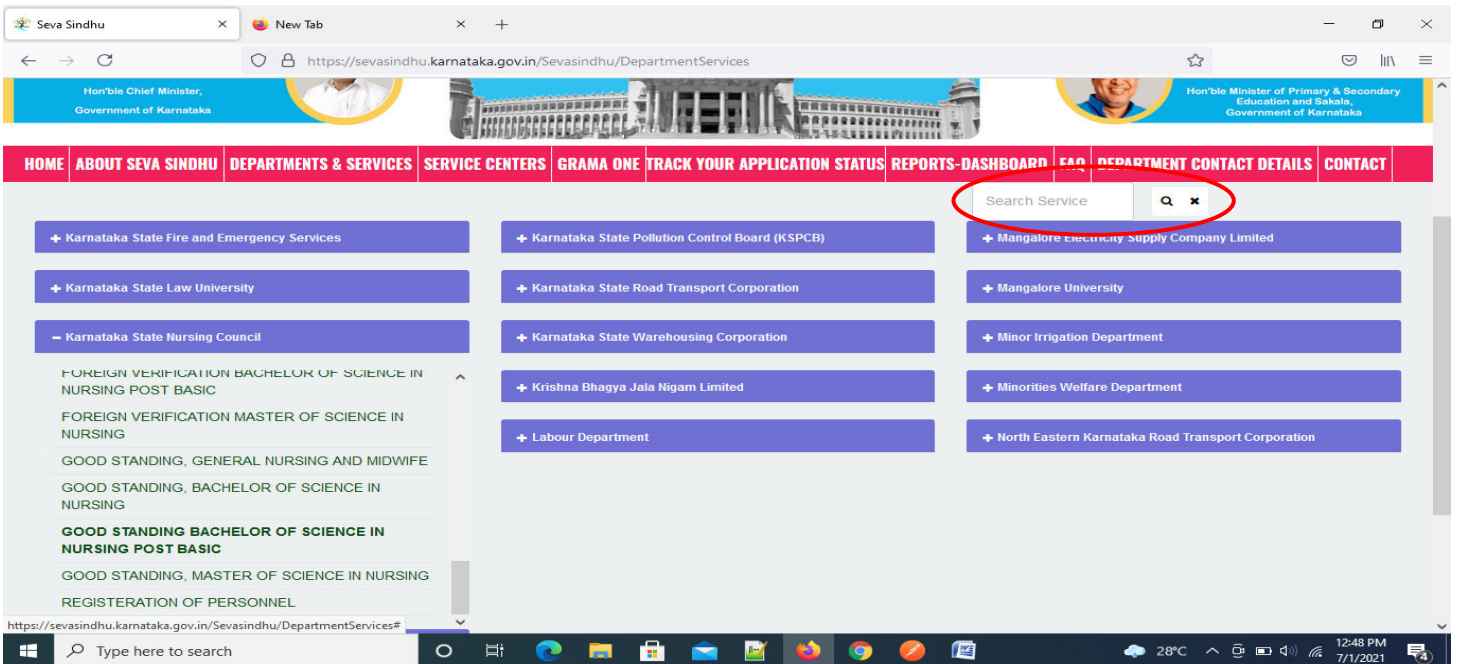 Seva Sindhu
New Tab
https://sevasindhu.karnataka.gov.in/Sevasindhu/DepartmentServices
Hon'ble Chief Minister,
Government of Karnataka
Hon'ble Minister of Primary & Secondary
Education and Sakala,
Government of Karnataka
HOME ABOUT SEVA SINDHU DEPARTMENTS & SERVICES SERVICE CENTERS GRAMA ONE TRACK YOUR APPLICATION STATUS REPORTS-DASHBOARD FAQ DEPARTMENT CONTACT DETAILS CONTACT
Search Service
+ Karnataka State Fire and Emergency Services
+ Karnataka State Law University
− Karnataka State Nursing Council
FOREIGN VERIFICATION BACHELOR OF SCIENCE IN
NURSING POST BASIC
FOREIGN VERIFICATION MASTER OF SCIENCE IN
NURSING
GOOD STANDING, GENERAL NURSING AND MIDWIFE
GOOD STANDING, BACHELOR OF SCIENCE IN
NURSING
GOOD STANDING BACHELOR OF SCIENCE IN
NURSING POST BASIC
GOOD STANDING, MASTER OF SCIENCE IN NURSING
REGISTERATION OF PERSONNEL
+ Karnataka State Pollution Control Board (KSPCB)
+ Karnataka State Road Transport Corporation
+ Karnataka State Warehousing Corporation
+ Krishna Bhagya Jala Nigam Limited
+ Labour Department
+ Mangalore Electricity Supply Company Limited
+ Mangalore University
+ Minor Irrigation Department
+ Minorities Welfare Department
+ North Eastern Karnataka Road Transport Corporation
https://sevasindhu.karnataka.gov.in/Sevasindhu/DepartmentServices#
Type here to search
28°C
12:48 PM
7/1/2021
4